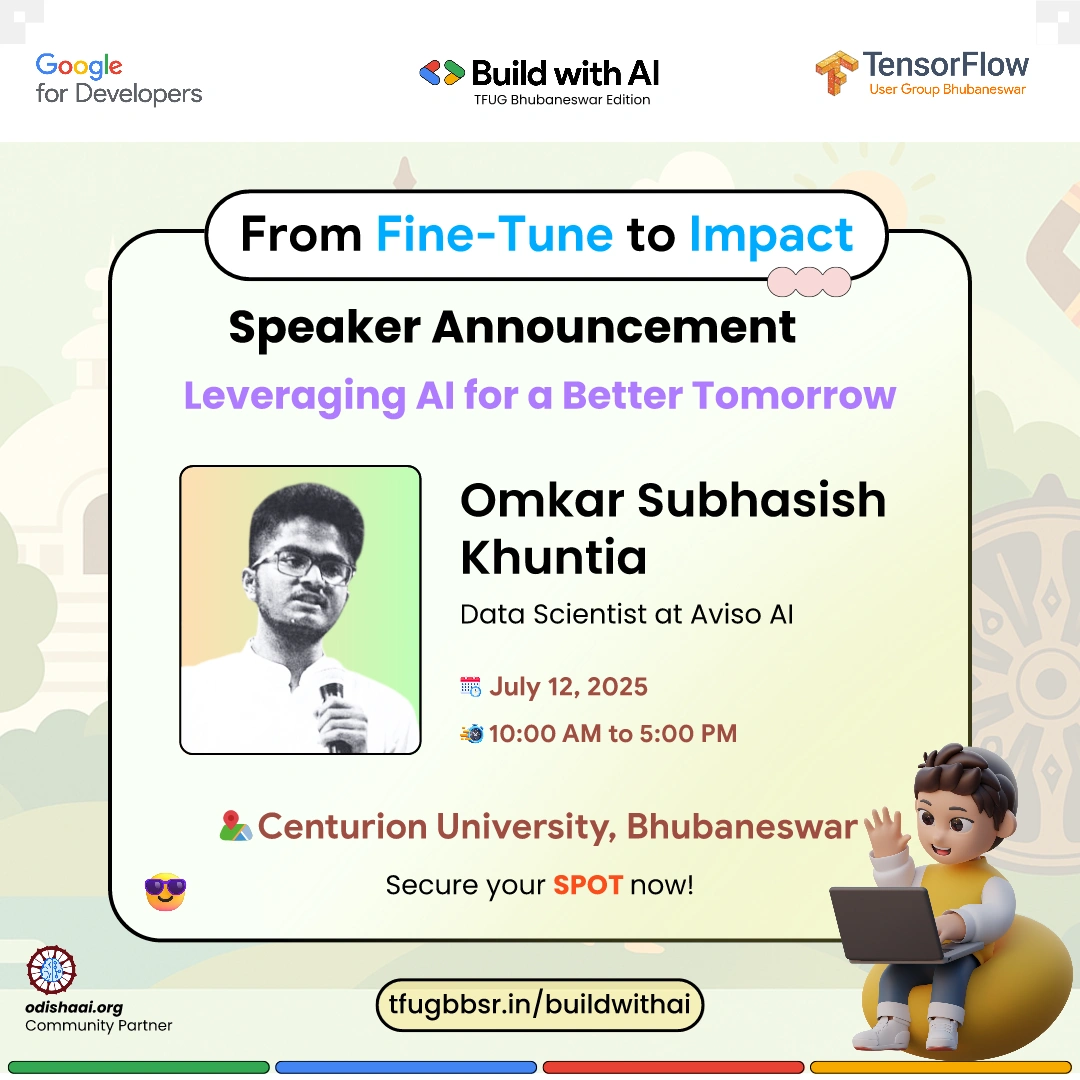 Google
for Developers
Build with AI
TFUG Bhubaneswar Edition
TensorFlow
User Group Bhubaneswar
From Fine-Tune to Impact
Speaker Announcement
Leveraging AI for a Better Tomorrow
Omkar Subhasish
Khuntia
Data Scientist at Aviso AI
July 12, 2025
10:00 AM to 5:00 PM
Centurion University, Bhubaneswar
Secure your SPOT now!
odishaai.org
Community Partner
tfugbbsr.in/buildwithai